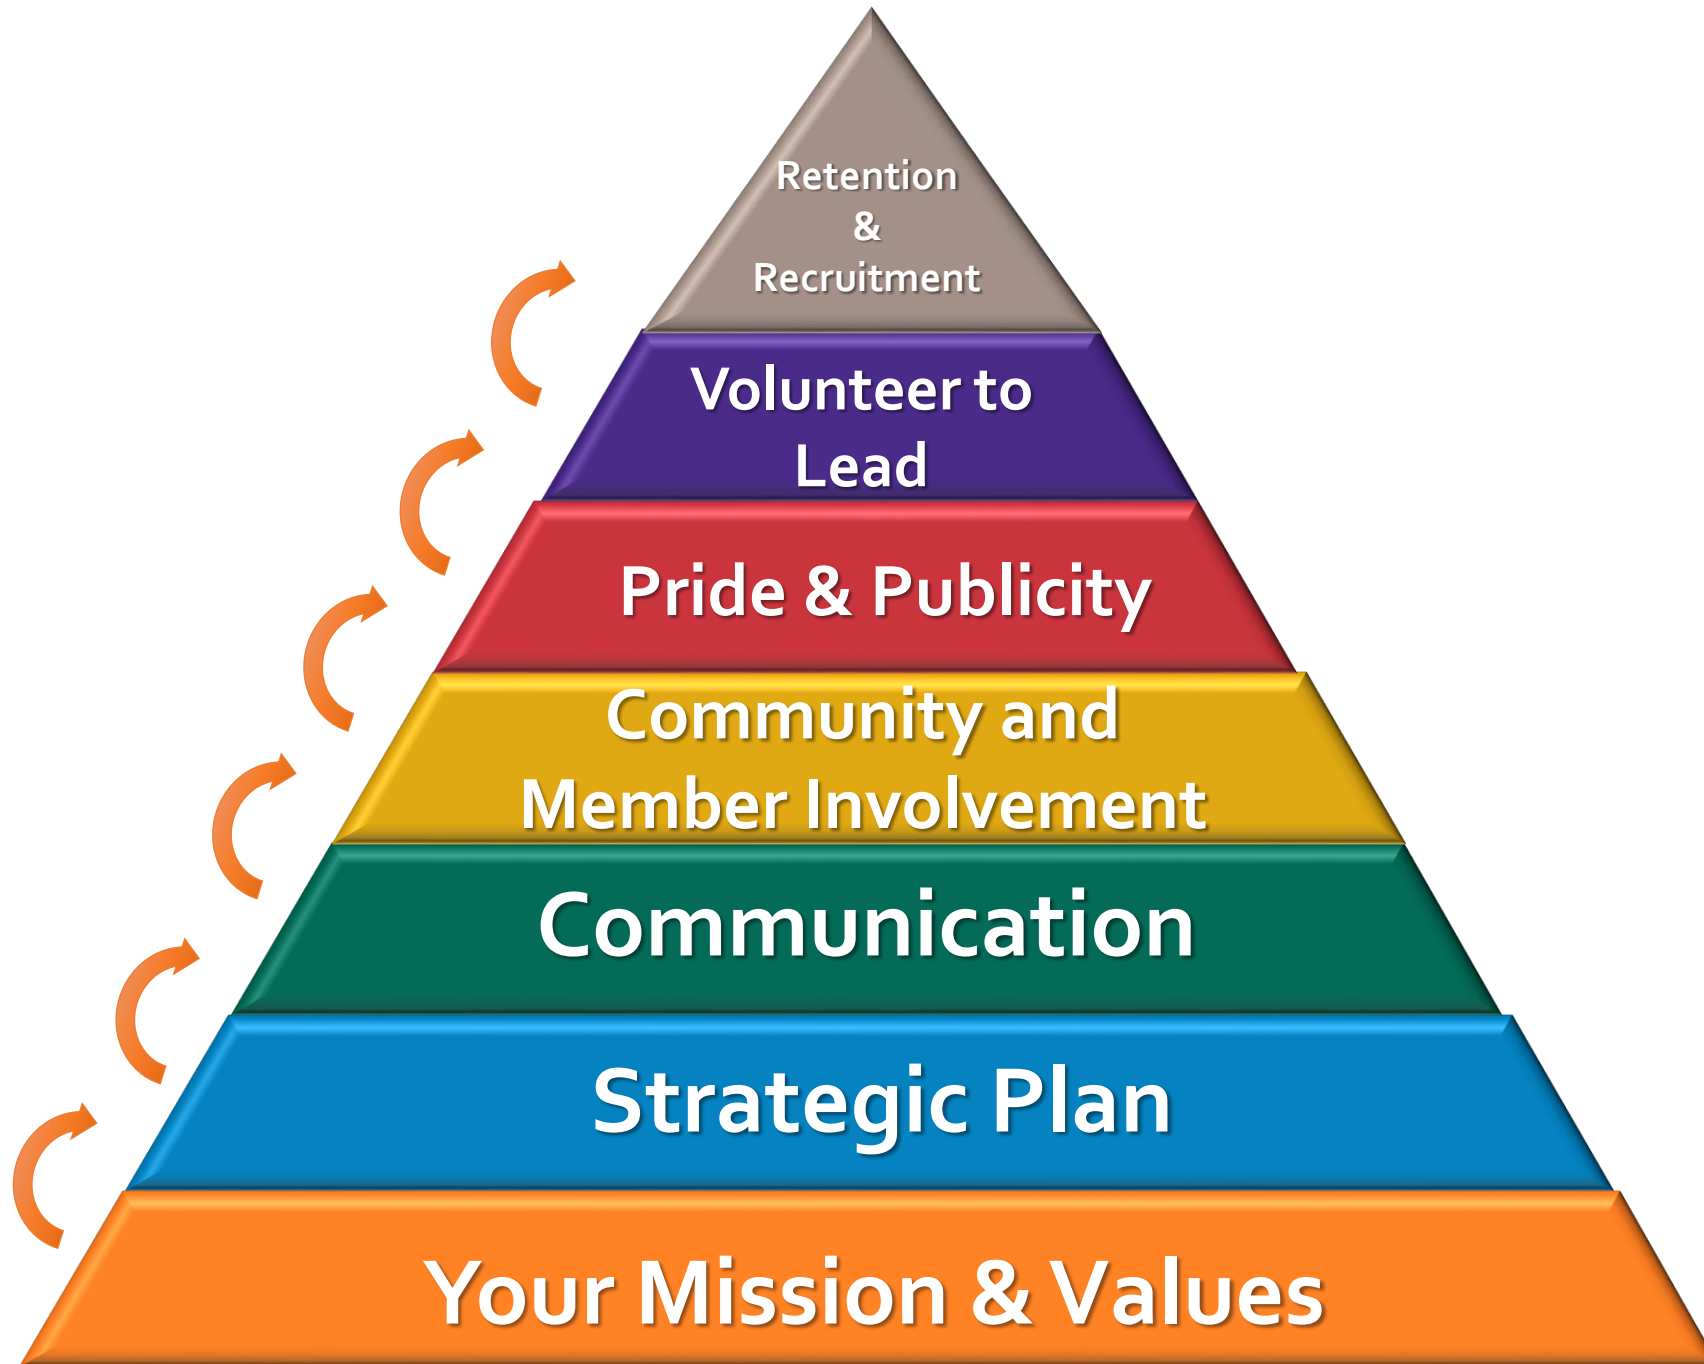 Retention
&
Recruitment
Volunteer to
Lead
Pride & Publicity
Community and
Member Involvement
Communication
Strategic Plan
Your Mission & Values